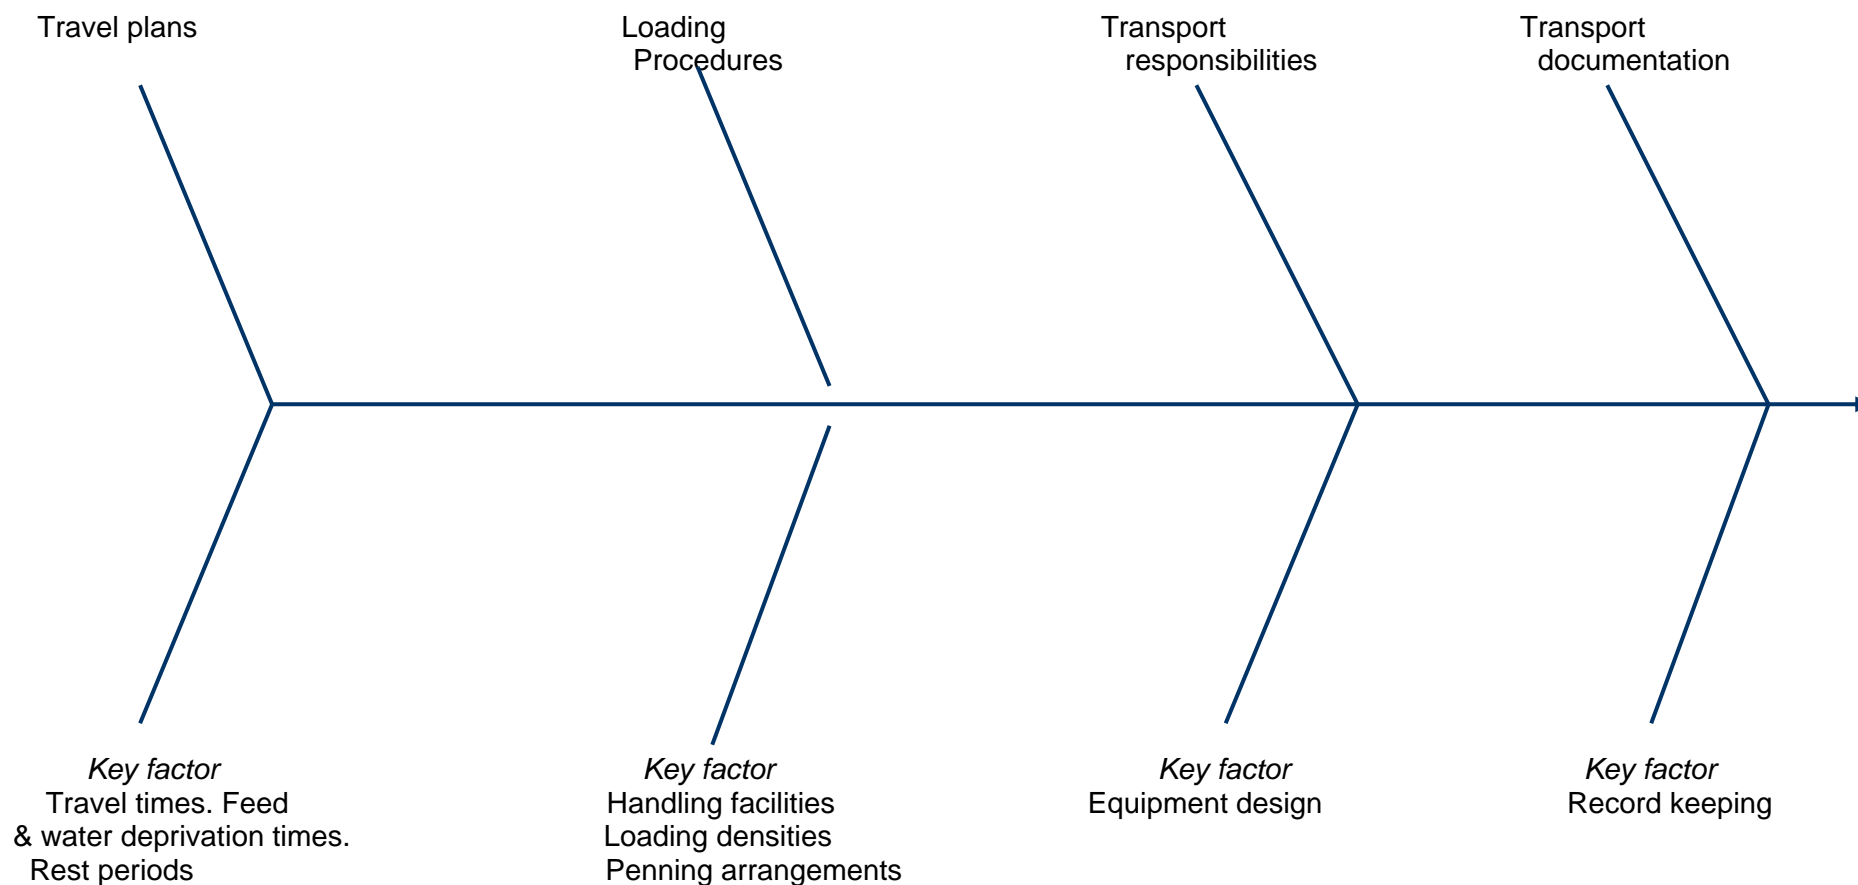 Travel plans
Loading
Procedures
Transport
responsibilities
Transport
documentation
Key factor
Travel times. Feed
& water deprivation times.
Rest periods
Key factor
Handling facilities
Loading densities
Penning arrangements
Key factor
Equipment design
Key factor
Record keeping